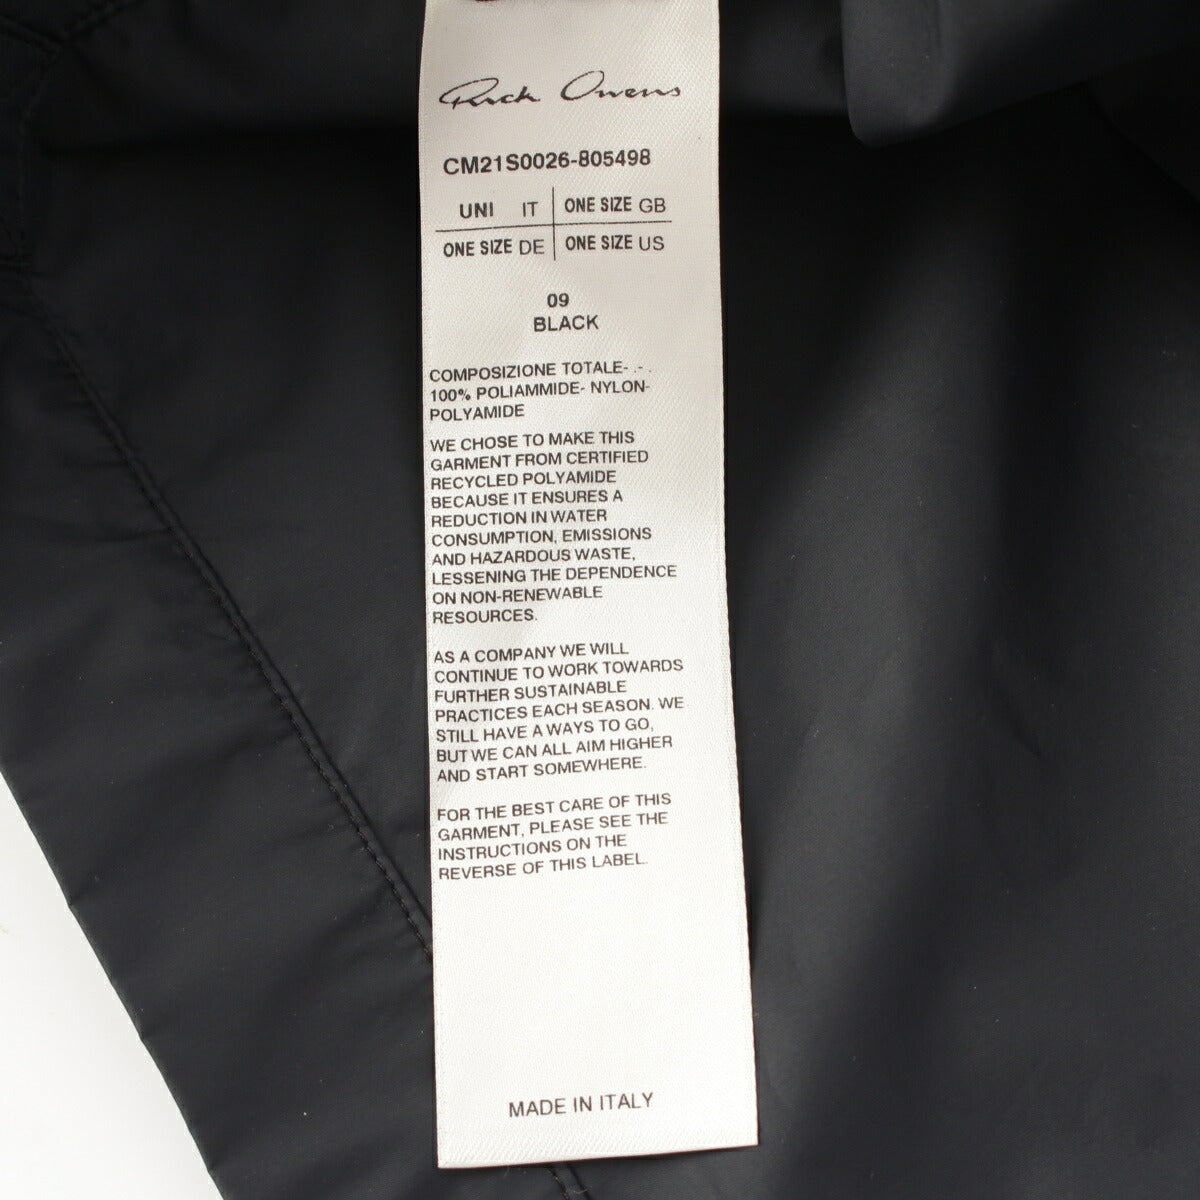 Rick Owens
CM21S0026-805498
UNI IT ONE SIZE GB
ONE SIZE DE ONE SIZE US
09
BLACK
COMPOSIZIONE TOTALE- .- .
100% POLIAMMIDE- NYLON-
POLYAMIDE
WE CHOSE TO MAKE THIS
GARMENT FROM CERTIFIED
RECYCLED POLYAMIDE
BECAUSE IT ENSURES A
REDUCTION IN WATER
CONSUMPTION, EMISSIONS
AND HAZARDOUS WASTE,
LESSENING THE DEPENDENCE
ON NON-RENEWABLE
RESOURCES.
AS A COMPANY WE WILL
CONTINUE TO WORK TOWARDS
FURTHER SUSTAINABLE
PRACTICES EACH SEASON. WE
STILL HAVE A WAYS TO GO,
BUT WE CAN ALL AIM HIGHER
AND START SOMEWHERE.
FOR THE BEST CARE OF THIS
GARMENT, PLEASE SEE THE
INSTRUCTIONS ON THE
REVERSE OF THIS LABEL.
MADE IN ITALY